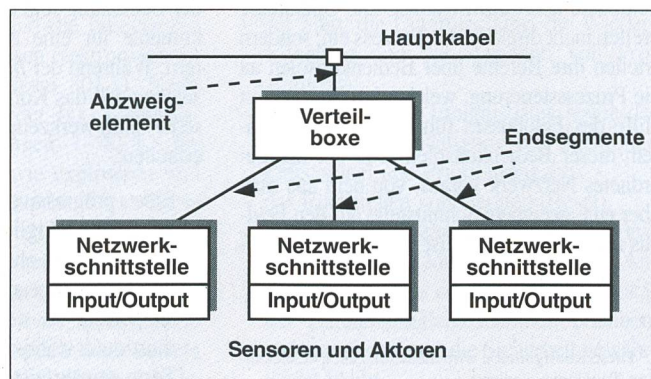 Hauptkabel
Abzweig-
element
Verteil-
boxe
Endsegmente
Netzwerk-
schnittstelle
Input/Output
Netzwerk-
schnittstelle
Input/Output
Netzwerk-
schnittstelle
Input/Output
Sensoren und Aktoren